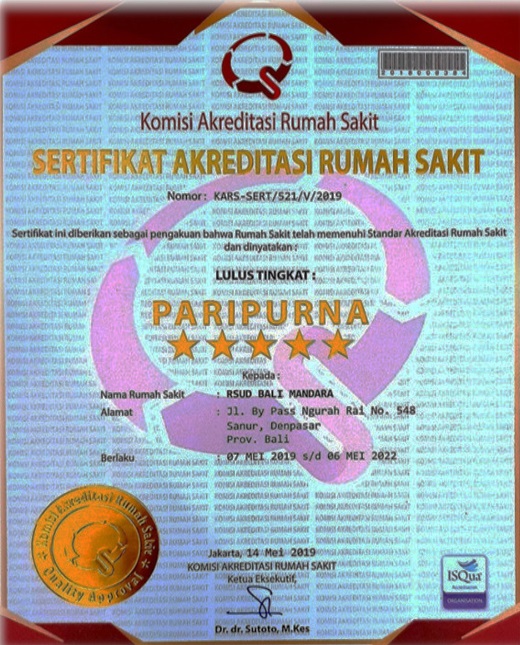 2018000201
Komisi Akreditasi Rumah Sakit
SERTIFIKAT AKREDITASI RUMAH SAKIT
Nomor: KARS-SERT/521/V/2019
Sertifikat ini diberikan sebagai pengakuan bahwa Rumah Sakit telah memenuhi Standar Akreditasi Rumah Sakit
dan dinyatakan :
LULUS TINGKAT :
PARIPURNA
Kepada :
Nama Rumah Sakit : RSUD BALI MANDARA
Alamat : Jl. By Pass Ngurah Rai No. 548
Sanur, Denpasar
Prov. Bali
Berlaku : 07 MEI 2019 s/d 06 MEI 2022
Komisi Akreditasi Rumah Sakit
Quality Approval
Jakarta, 14 Mei 2019
KOMISI AKREDITASI RUMAH SAKIT
Ketua Eksekutif,
Dr. dr. Sutoto, M.Kes
ISQua
Accreditation
ORGANISATION